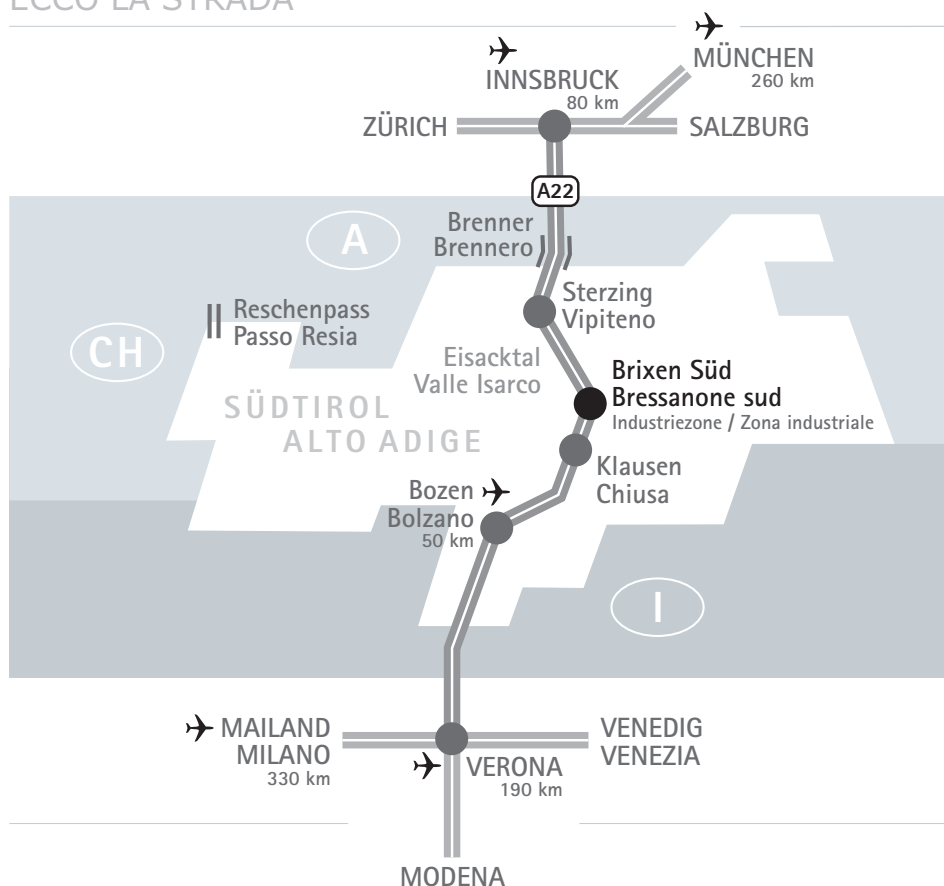 ECCO LA STRADA
MÜNCHEN
260 km
INNSBRUCK
80 km
ZÜRICH
SALZBURG
A22
Brenner
Brennero
A
Sterzing
Vipiteno
Reschenpass
Passo Resia
CH
Eisacktal
Valle Isarco
Brixen Süd
Bressanone sud
Industriezone / Zona industriale
SÜDTIROL
ALTO ADIGE
Klausen
Chiusa
Bozen
Bolzano
50 km
I
MAILAND
MILANO
330 km
VENEDIG
VENEZIA
VERONA
190 km
MODENA